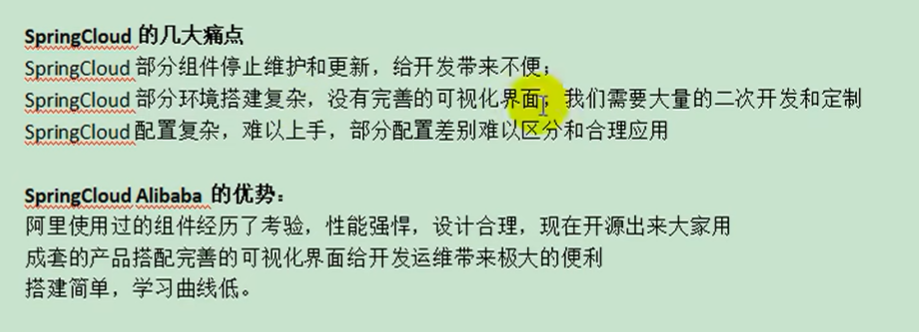 SpringCloud 的几大痛点
SpringCloud 部分组件停止维护和更新，给开发带来不便；
SpringCloud 部分环境搭建复杂，没有完善的可视化界面，我们需要大量的二次开发和定制
SpringCloud 配置复杂，难以上手，部分配置差别难以区分和合理应用
SpringCloud Alibaba 的优势：
阿里使用过的组件经历了考验，性能强悍，设计合理，现在开源出来大家用
成套的产品搭配完善的可视化界面给开发运维带来极大的便利
搭建简单，学习曲线低。